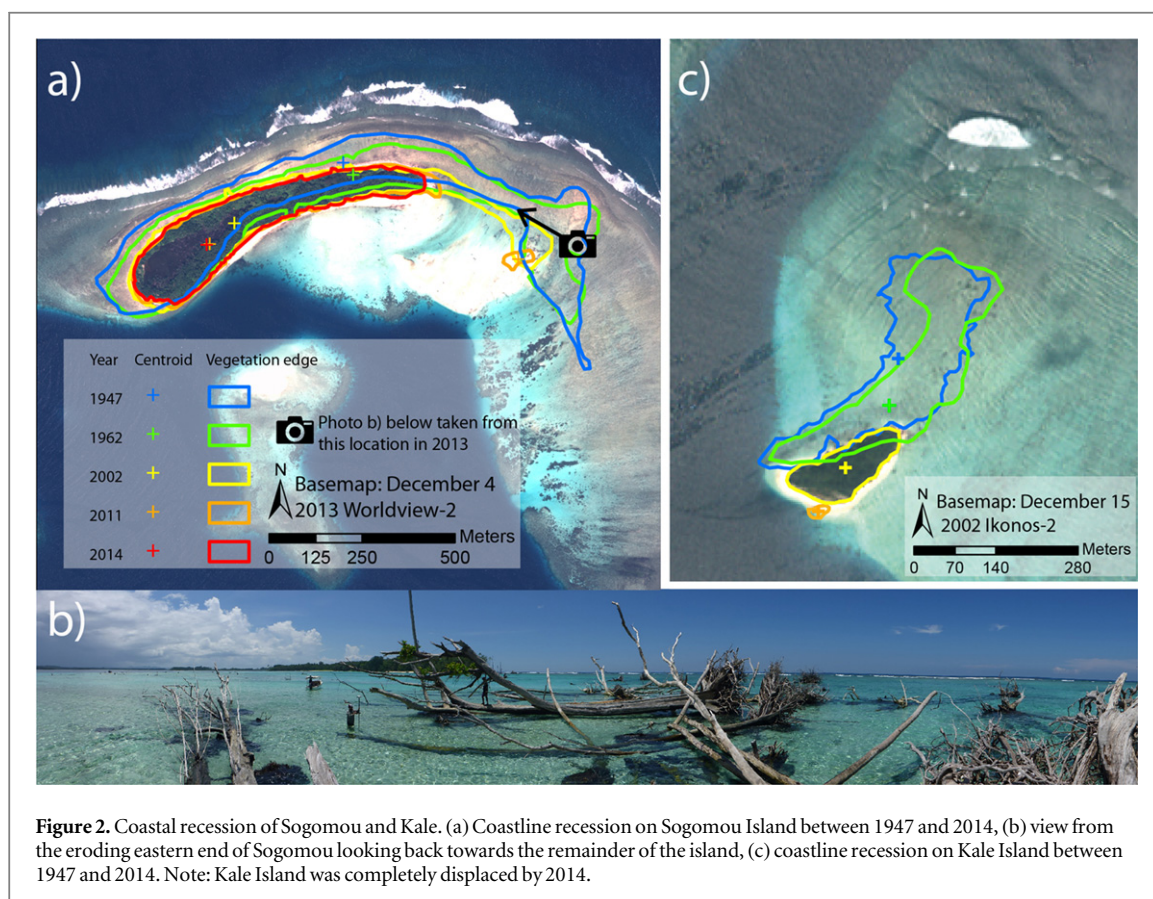 a)
Year Centroid Vegetation edge
1947
1962
2002
2011
2014
Photo b) below taken from
this location in 2013
N
Basemap: December 4
2013 Worldview-2
Meters
0 125 250 500
c)
N
Basemap: December 15
2002 Ikonos-2
Meters
0 70 140 280
b)
Figure 2. Coastal recession of Sogomou and Kale. (a) Coastline recession on Sogomou Island between 1947 and 2014, (b) view from
the eroding eastern end of Sogomou looking back towards the remainder of the island, (c) coastline recession on Kale Island between
1947 and 2014. Note: Kale Island was completely displaced by 2014.